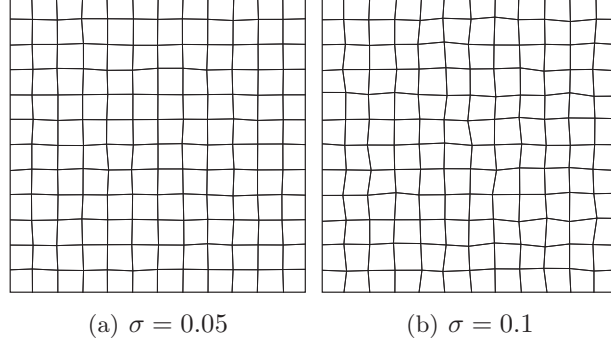 (a) σ = 0.05
(b) σ = 0.1